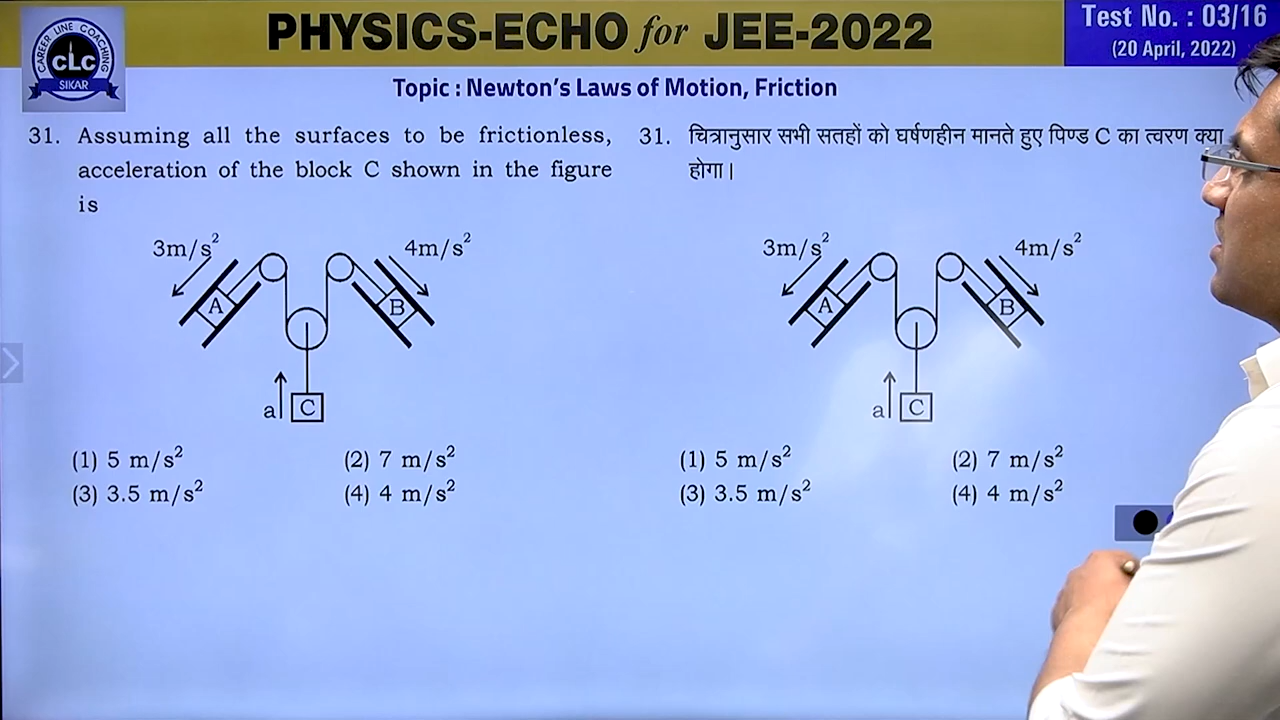 PHYSICS-ECHO for JEE-2022
Test No. : 03/16
(20 April, 2022)
CAREER LINE COACHING
CLC
SIKAR
Topic : Newton's Laws of Motion, Friction
31. Assuming all the surfaces to be frictionless,
acceleration of the block C shown in the figure
is
3m/s²
4m/s²
A
B
a
C
(1) 5 m/s²
(2) 7 m/s²
(3) 3.5 m/s²
(4) 4 m/s²
31. चित्रानुसार सभी सतहों को घर्षणहीन मानते हुए पिण्ड C का त्वरण क्या
होगा।
3m/s²
4m/s²
A
B
a
C
(1) 5 m/s²
(2) 7 m/s²
(3) 3.5 m/s²
(4) 4 m/s²